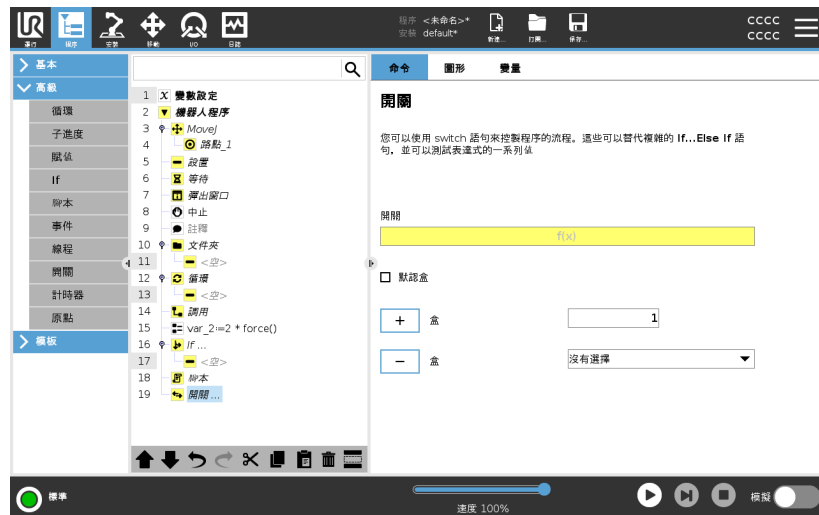 UR
運行
程序
安裝
移動
I/O
日誌
程序 <未命名>*
安裝 default*
新建...
打開...
保存...
cccc
cccc
基本
高級
循環
子進度
賦值
If
腳本
事件
線程
開關
計時器
原點
模板
1 X 變數設定
2 機器人程序
3 MoveJ
4 路點_1
5 設置
6 等待
7 彈出窗口
8 中止
9 註釋
10 文件夾
11 <空>
12 循環
13 <空>
14 調用
15 var_2:=2 * force()
16 If ...
17 <空>
18 腳本
19 開關 ...
命令 圖形 變量
開關
您可以使用 switch 語句來控製程序的流程。這些可以替代複雜的 If...Else If 語
句，並可以測試表達式的一系列值
開關
f(x)
默認盒
+ 盒 1
− 盒 沒有選擇
標準
速度 100%
模擬